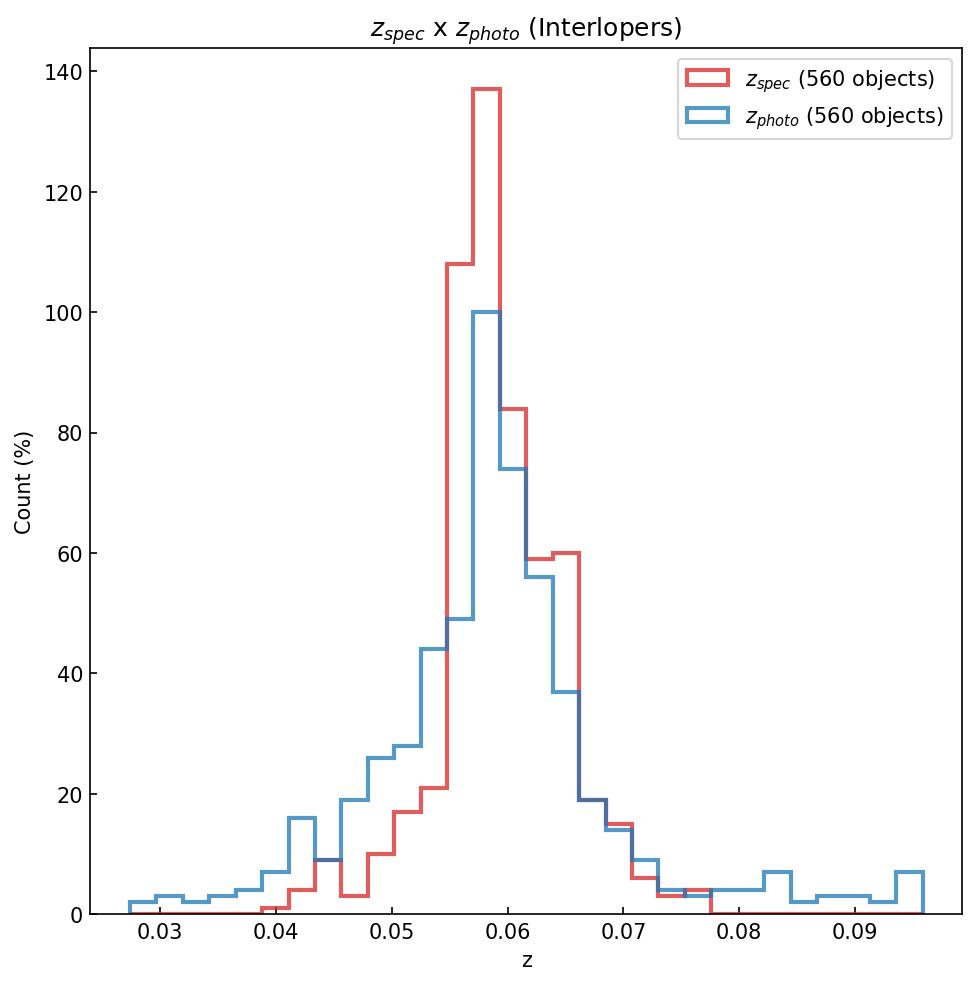 z_spec x z_photo (Interlopers)
z_spec (560 objects)
z_photo (560 objects)
Count (%)
140
120
100
80
60
40
20
0
0.03 0.04 0.05 0.06 0.07 0.08 0.09
z